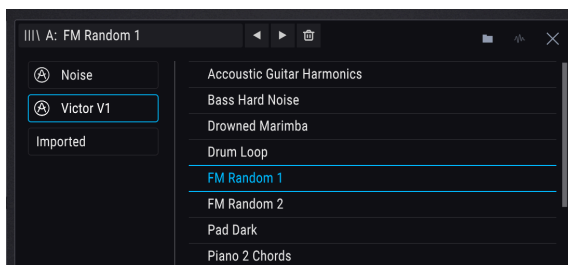 A: FM Random 1
Noise
Victor V1
Imported
Accoustic Guitar Harmonics
Bass Hard Noise
Drowned Marimba
Drum Loop
FM Random 1
FM Random 2
Pad Dark
Piano 2 Chords